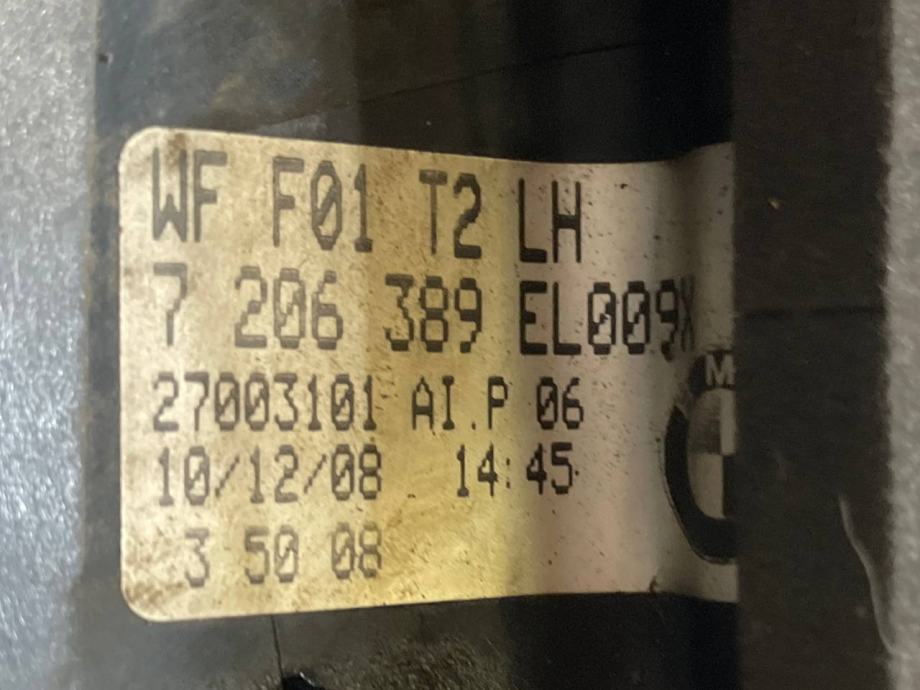 WF F01 T2 LH
7 206 389 EL009X
27003101 AI.P 06
10/12/08 14:45
3 50 08
M